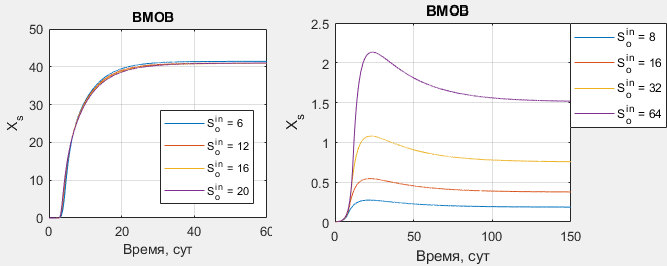 BMOB
50
40
30
20
10
0
X_s
S_o^in = 6
S_o^in = 12
S_o^in = 16
S_o^in = 20
0 20 40 60
Время, сут
BMOB
2.5
2
1.5
1
0.5
0
X_s
S_o^in = 8
S_o^in = 16
S_o^in = 32
S_o^in = 64
0 50 100 150
Время, сут